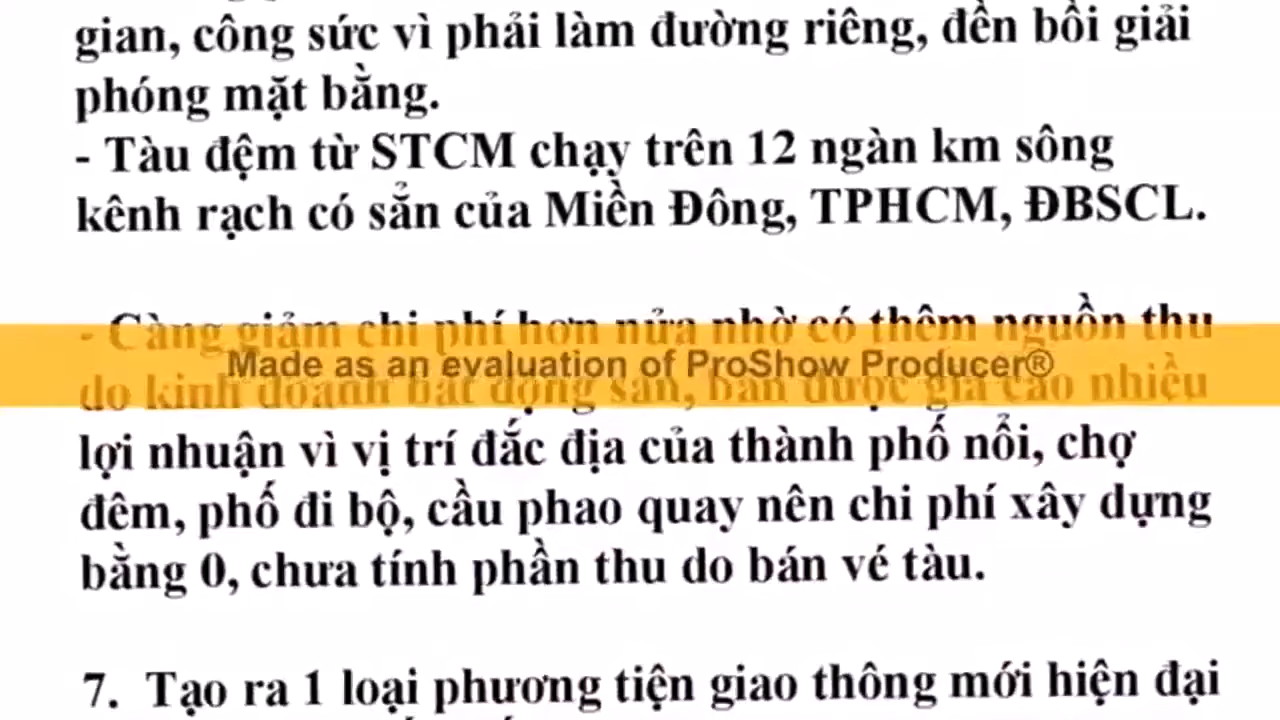 gian, công sức vì phải làm đường riêng, đền bồi giải
phóng mặt bằng.
- Tàu đệm từ STCM chạy trên 12 ngàn km sông
kênh rạch có sẳn của Miền Đông, TPHCM, ĐBSCL.
- Càng giảm chi phí hơn nửa nhờ có thêm nguồn thu
Made as an evaluation of ProShow Producer®
do kinh doanh bất động sản, bán được giá cao nhiều
lợi nhuận vì vị trí đắc địa của thành phố nổi, chợ
đêm, phố đi bộ, cầu phao quay nên chi phí xây dựng
bằng 0, chưa tính phần thu do bán vé tàu.
7. Tạo ra 1 loại phương tiện giao thông mới hiện đại